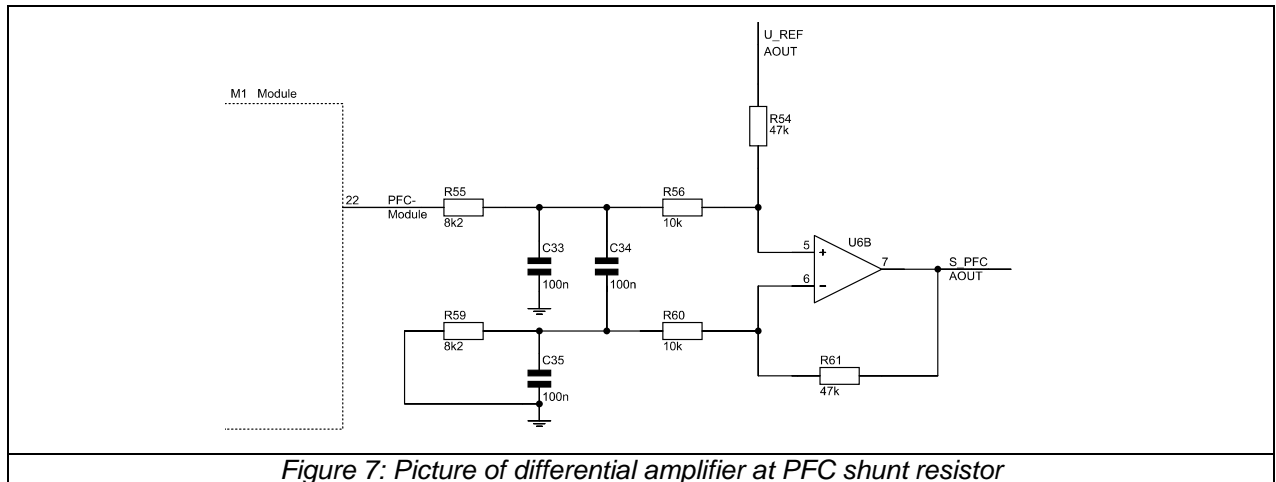 U_REF
AOUT
M1 Module
R54
47k
22
PFC-
Module
R55
8k2
R56
10k
C33
100n
C34
100n
5
+
U6B
7
S_PFC
AOUT
6
-
R59
8k2
R60
10k
C35
100n
R61
47k
Figure 7: Picture of differential amplifier at PFC shunt resistor